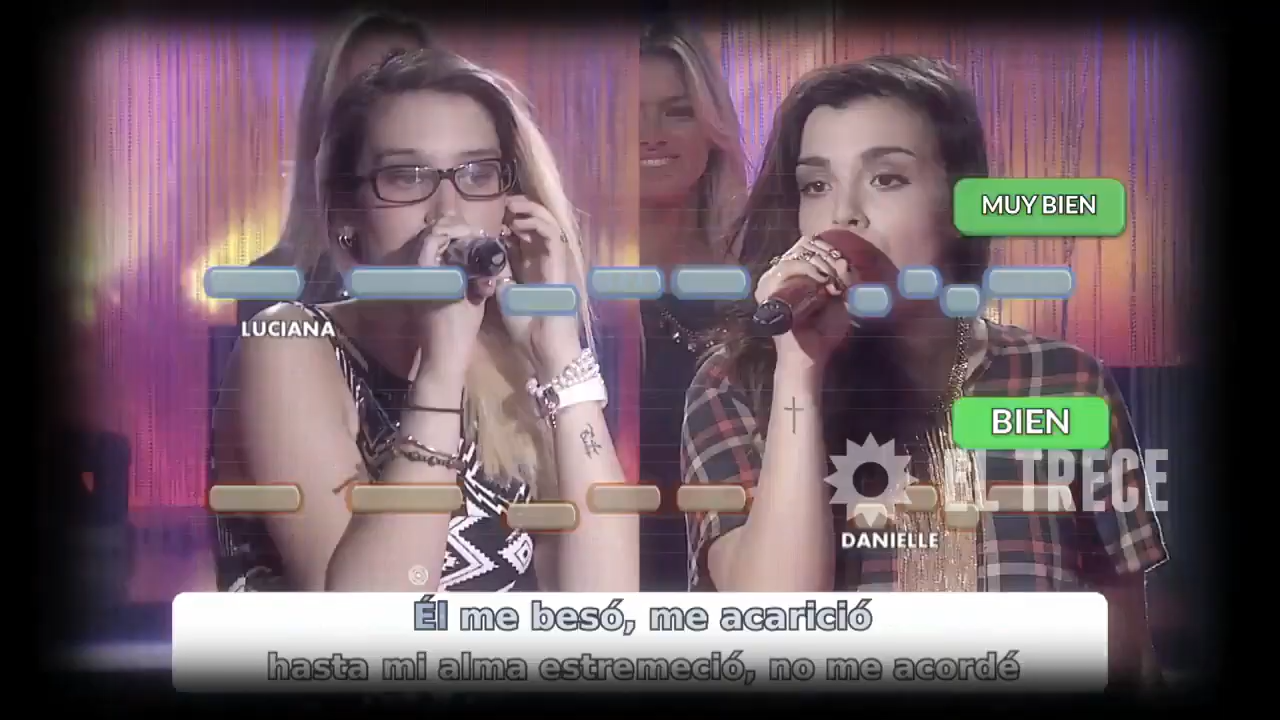 MUY BIEN
LUCIANA
BIEN
EL TRECE
DANIELLE
Él me besó, me acarició
hasta mi alma estremeció, no me acordé